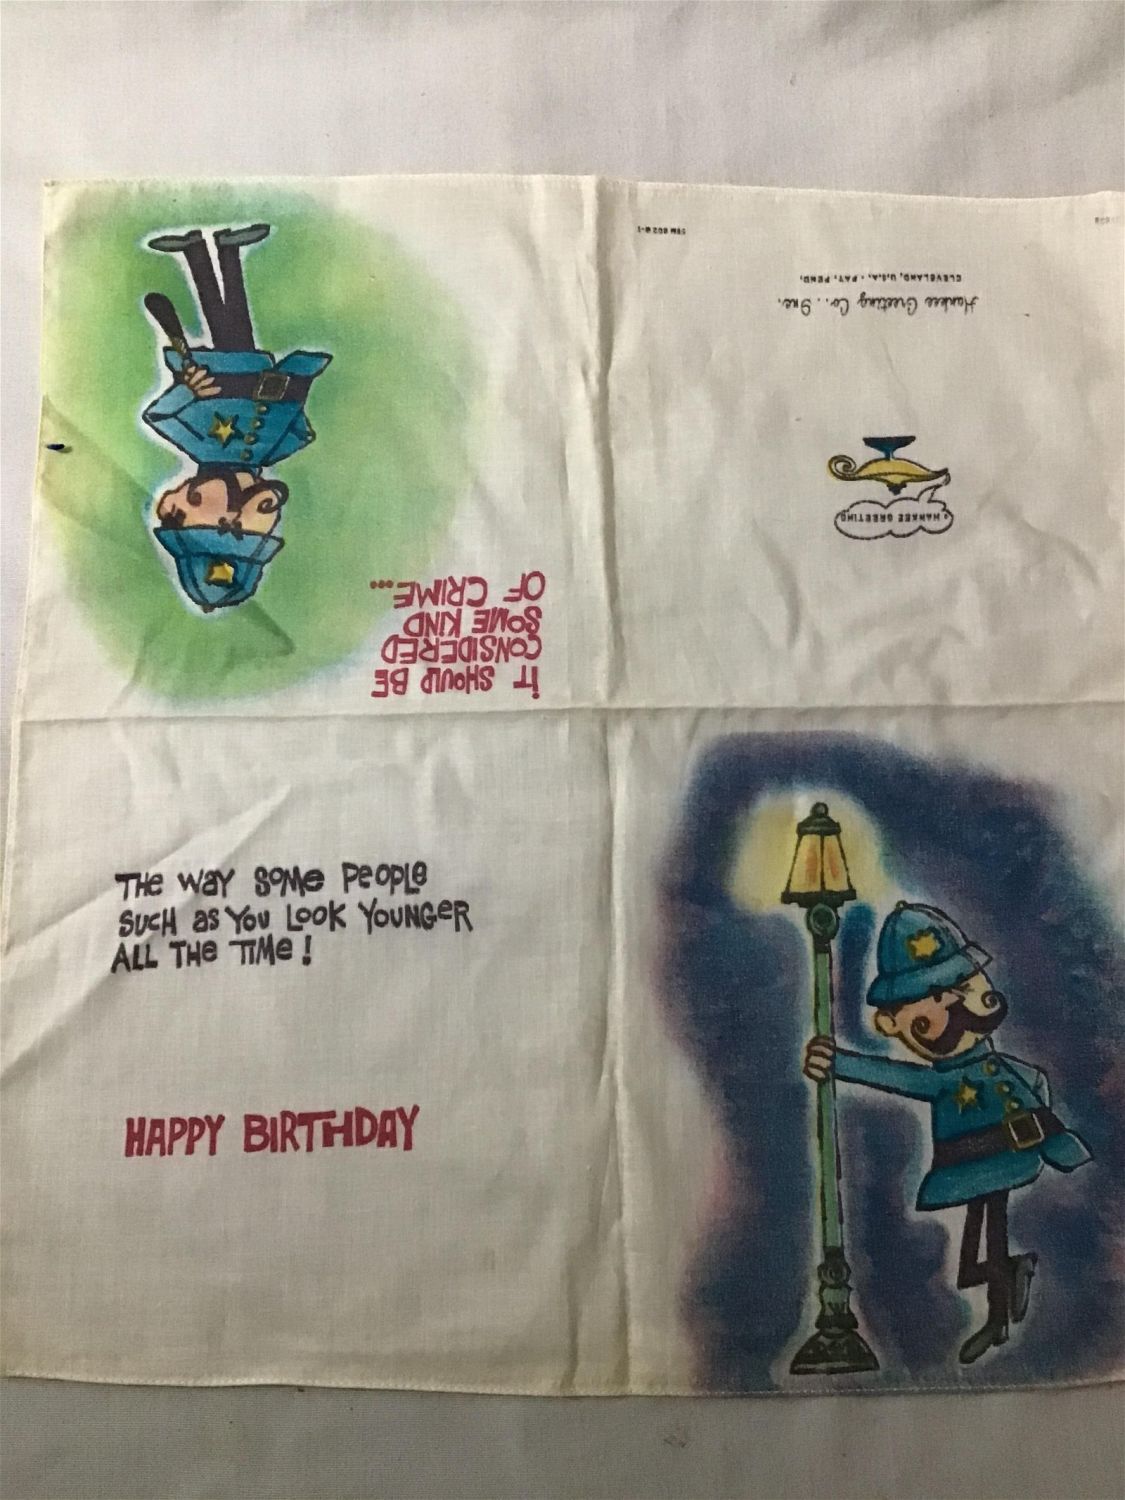 iT SHOULD BE
CONSIDERED
SOME KIND
OF CRIME...
THE WAY SOMe PeOPLe
SUCH aS YOU LOOK YOUNGeR
ALL THe TiMe!
HAPPY BIRTHDAY
HANKEE GREETING
Hankee Greeting Co., Inc.
CLEVELAND, U.S.A. - PAT. PEND.